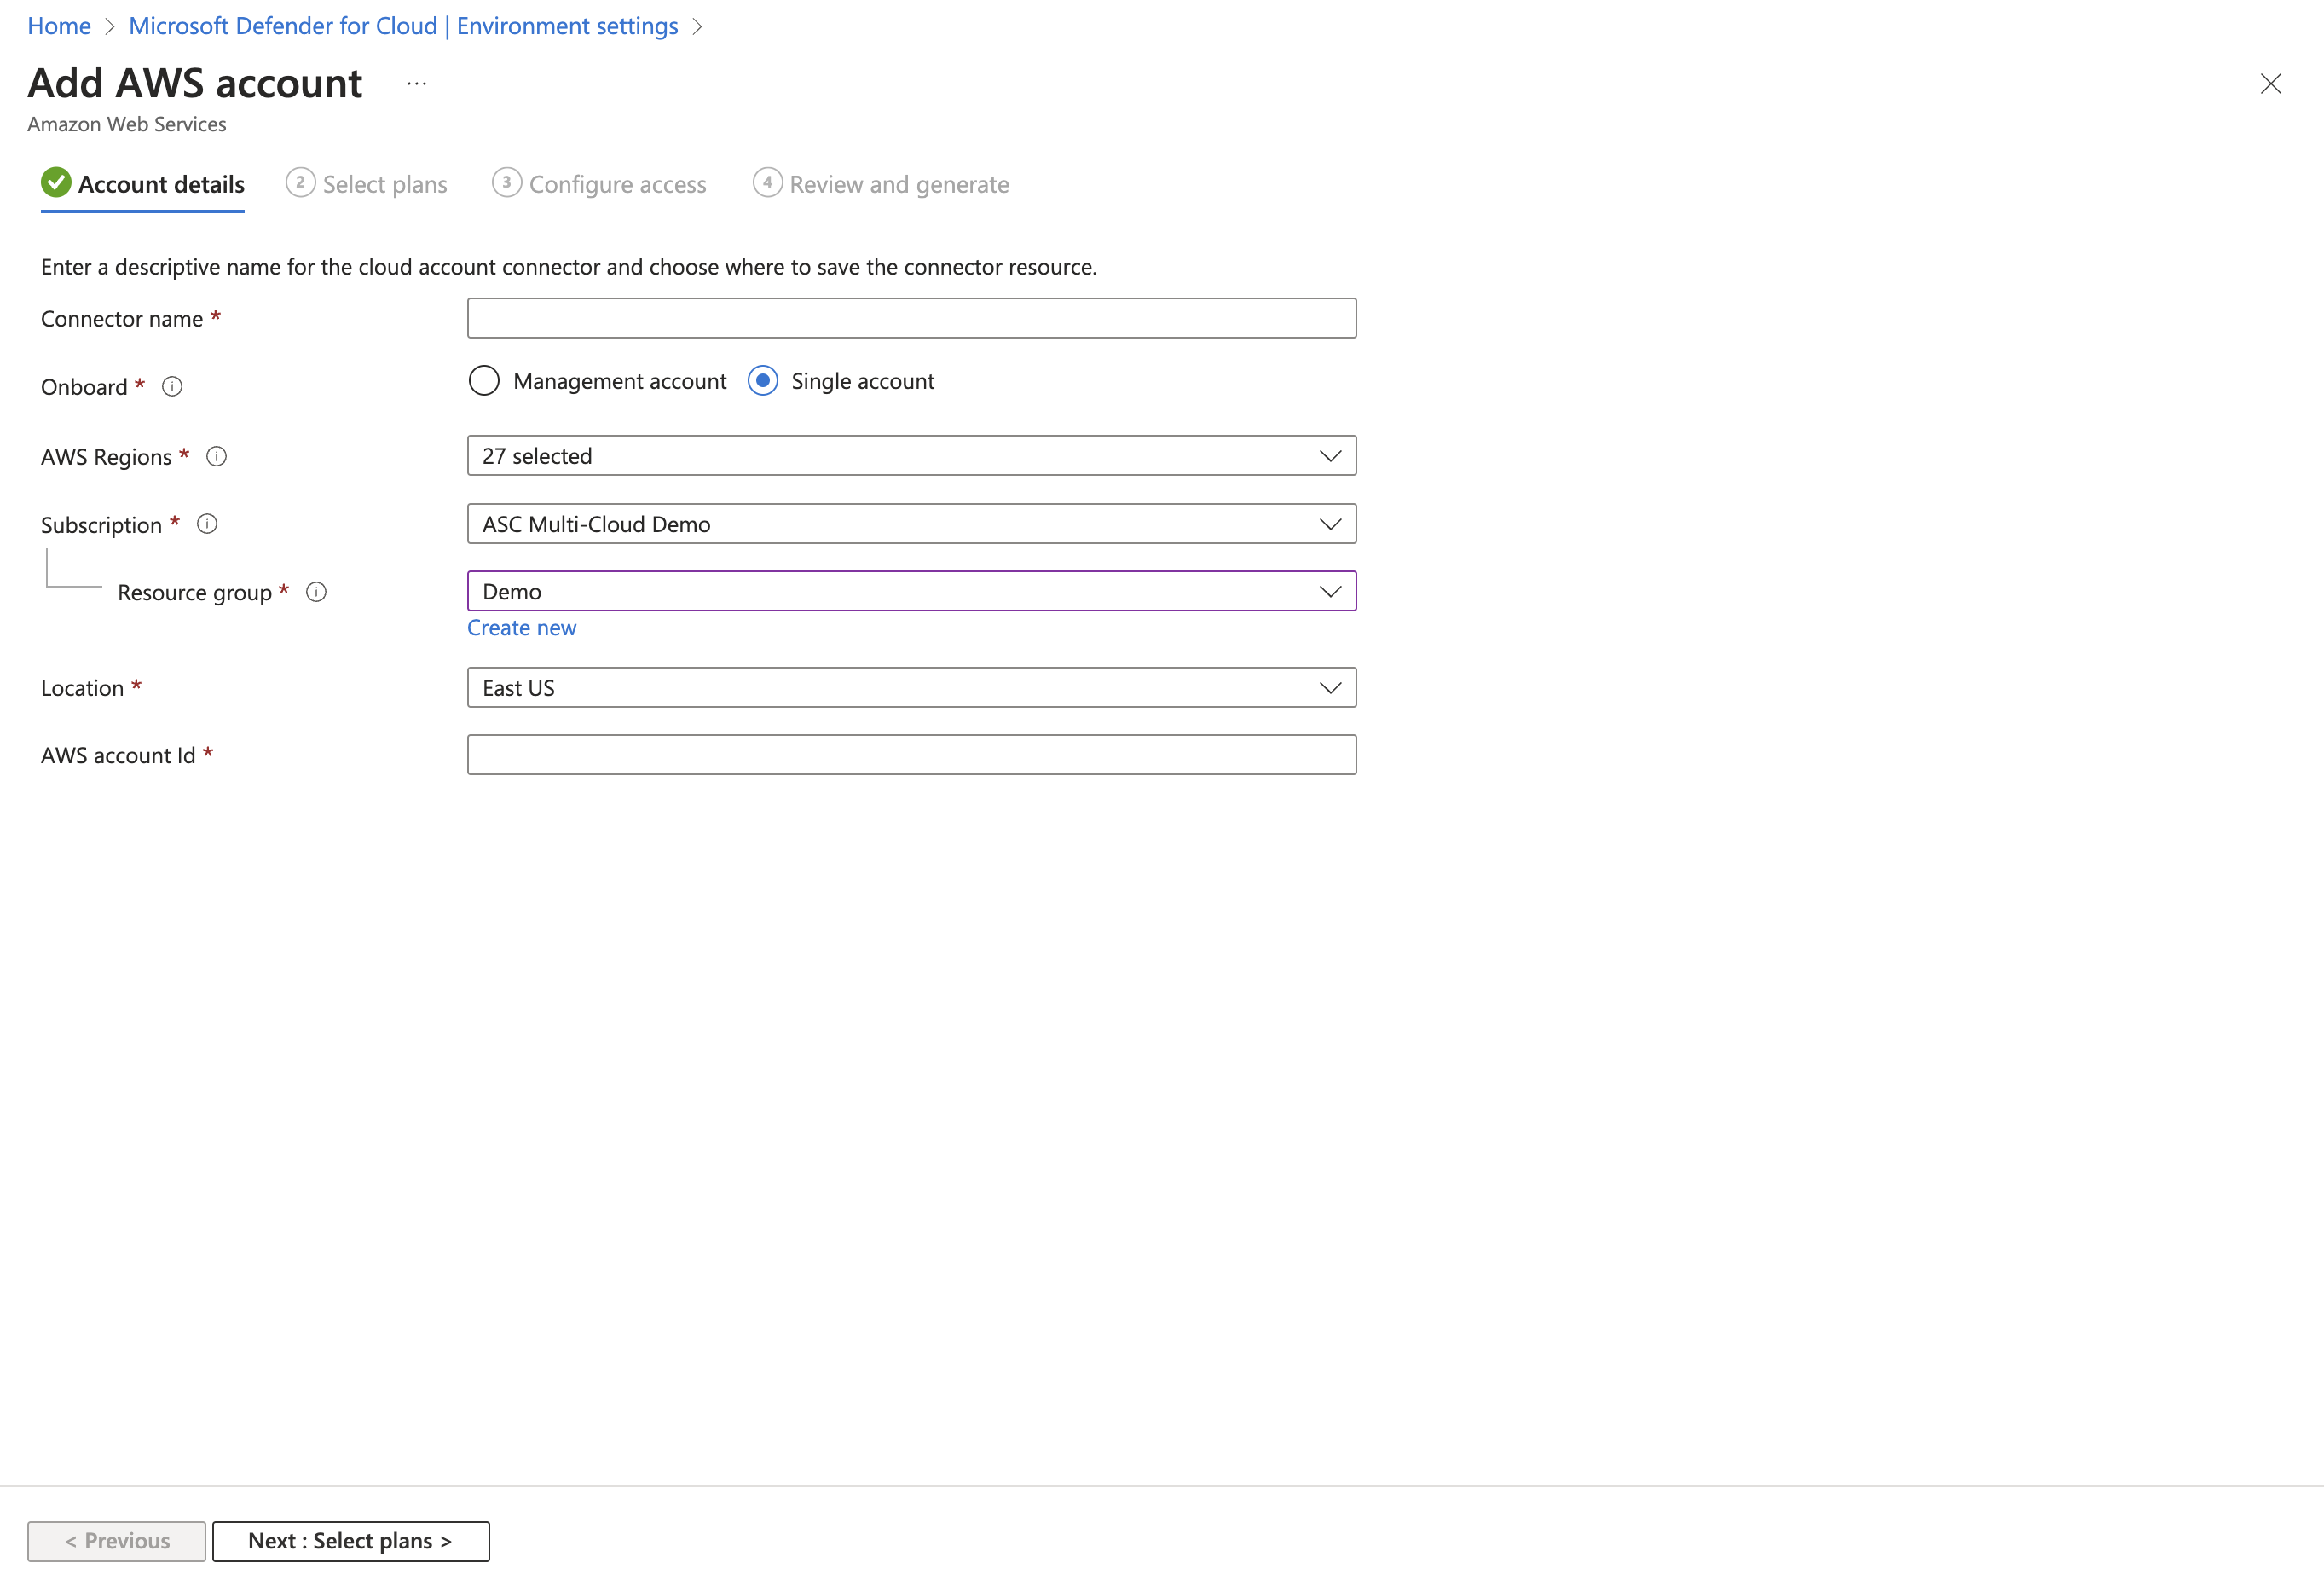 Home > Microsoft Defender for Cloud | Environment settings >
Add AWS account ...
Amazon Web Services
Account details 2 Select plans 3 Configure access 4 Review and generate
Enter a descriptive name for the cloud account connector and choose where to save the connector resource.
Connector name *
Onboard * Management account Single account
AWS Regions * 27 selected
Subscription * ASC Multi-Cloud Demo
Resource group * Demo
Create new
Location * East US
AWS account Id *
< Previous Next : Select plans >